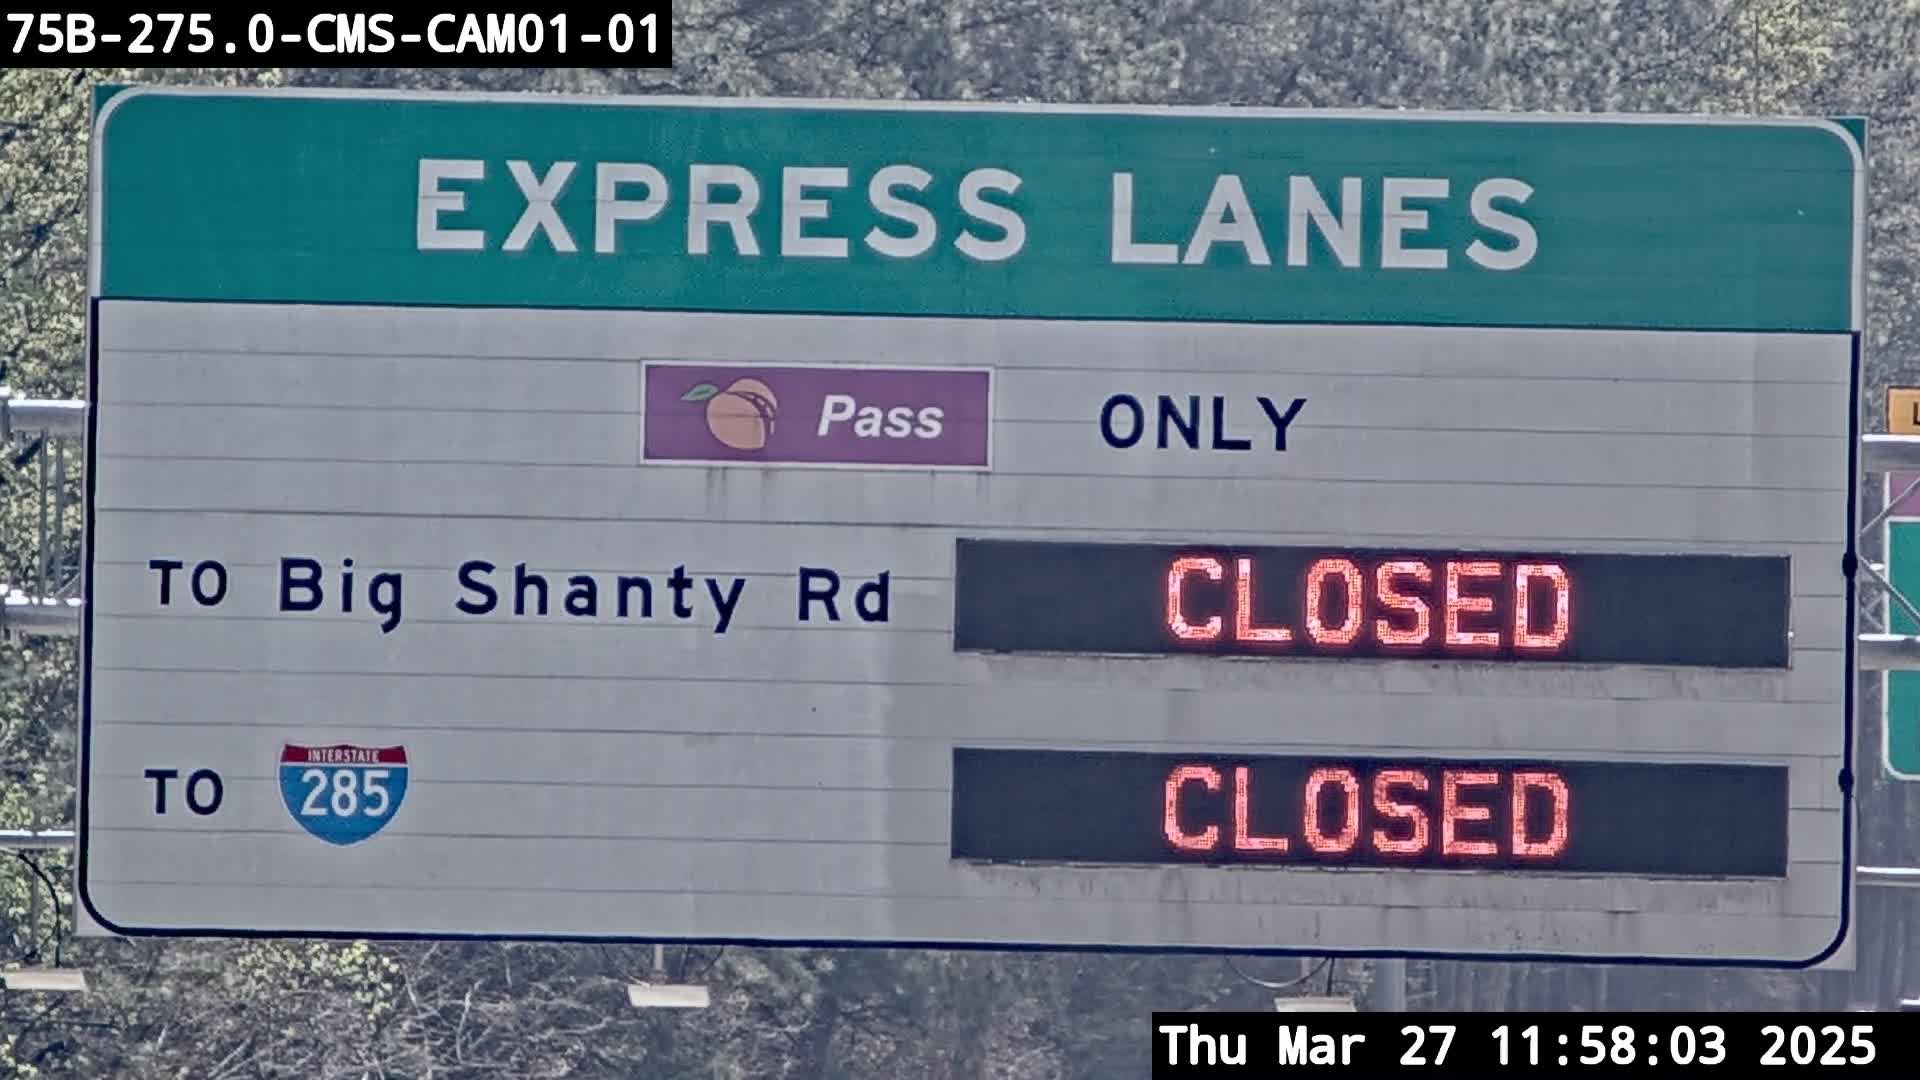 75B-275.0-CMS-CAM01-01
EXPRESS LANES
Pass ONLY
TO Big Shanty Rd CLOSED
INTERSTATE
TO 285 CLOSED
Thu Mar 27 11:58:03 2025